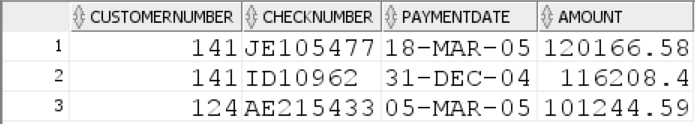 CUSTOMERNUMBER CHECKNUMBER PAYMENTDATE AMOUNT
1 141 JE105477 18-MAR-05 120166.58
2 141 ID10962 31-DEC-04 116208.4
3 124 AE215433 05-MAR-05 101244.59